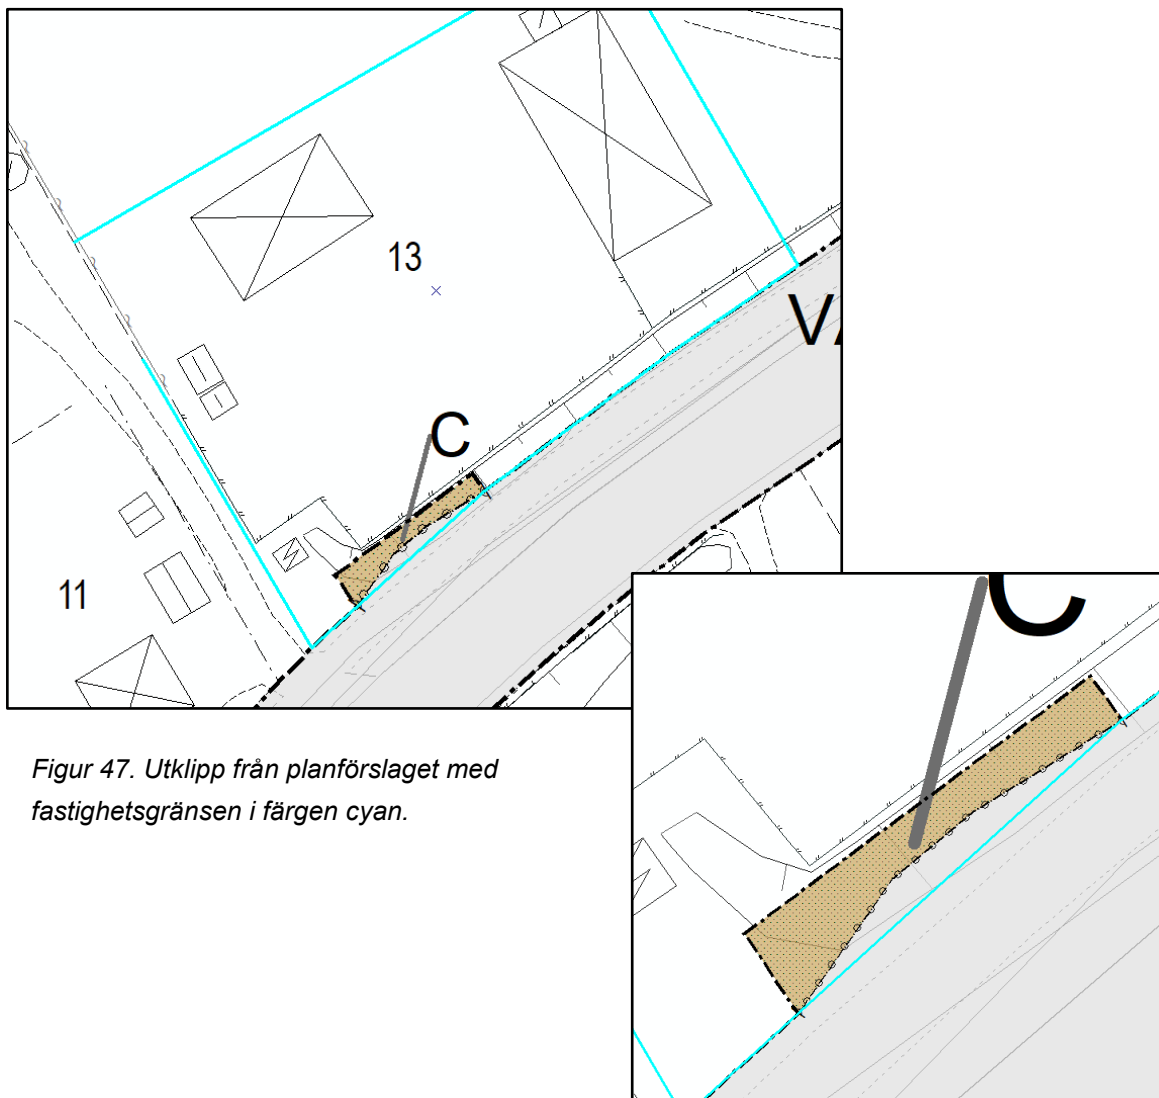 13
V
C
11
C
Figur 47. Utklipp från planförslaget med
fastighetsgränsen i färgen cyan.